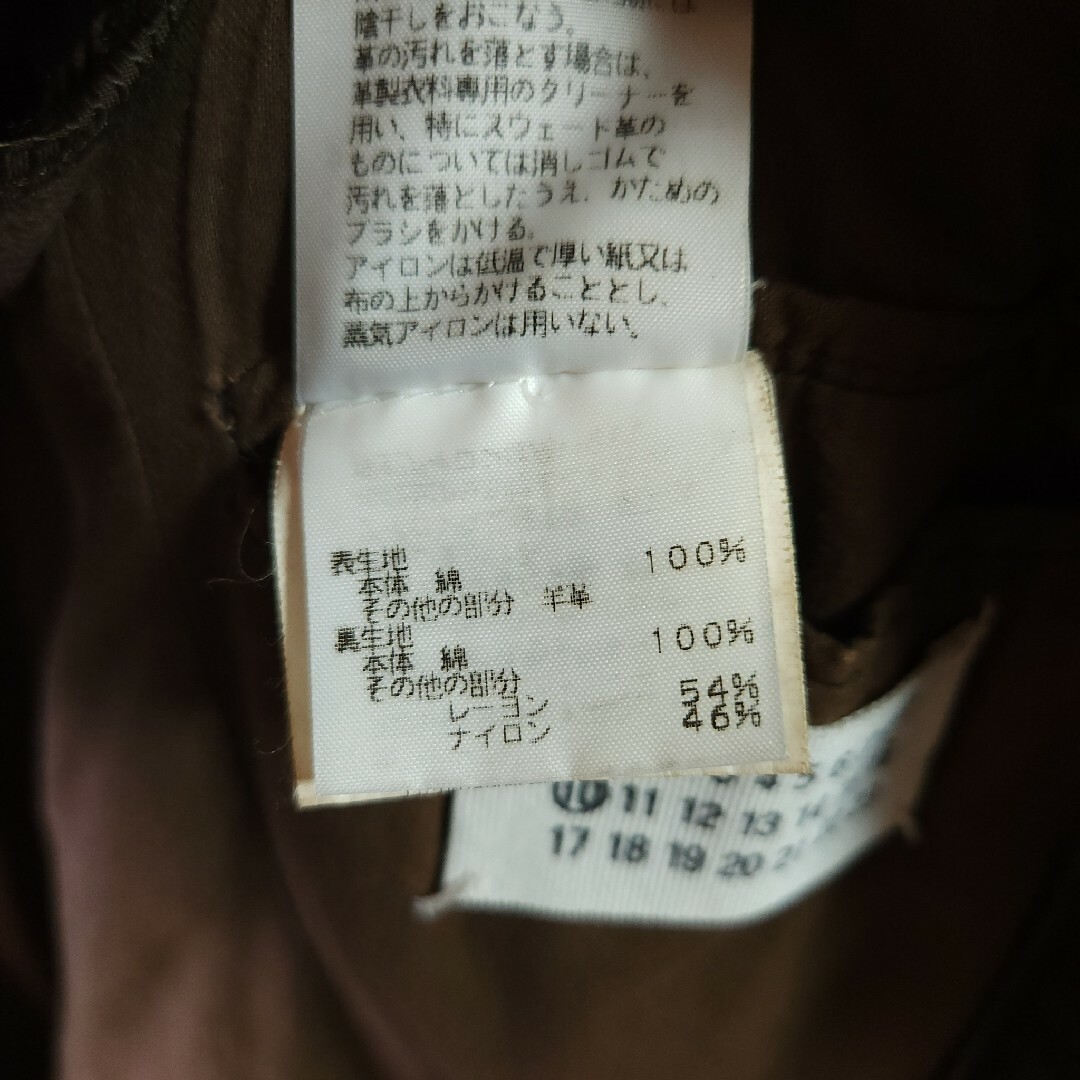 陰干しをおこなう。
革の汚れを落とす場合は、
革製衣料専用のクリーナーを
用い、特にスウェード革の
ものについては消しゴムで
汚れを落としたうえ、かためめの
ブラシをかける。
アイロンは低温で厚い紙又は
布の上からかけることとし、
蒸気アイロンは用いない。
表生地
本体 綿 100%
その他の部分 羊革
裏生地
本体 綿 100%
その他の部分
レーヨン 54%
ナイロン 46%
4 5
10 11 12 13 14
17 18 19 20